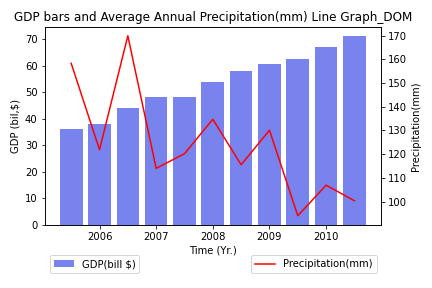 GDP bars and Average Annual Precipitation(mm) Line Graph_DOM
70
60
50
40
30
20
10
0
GDP (bil,$)
170
160
150
140
130
120
110
100
Precipitation(mm)
2006 2007 2008 2009 2010
Time (Yr.)
GDP(bill $)
Precipitation(mm)